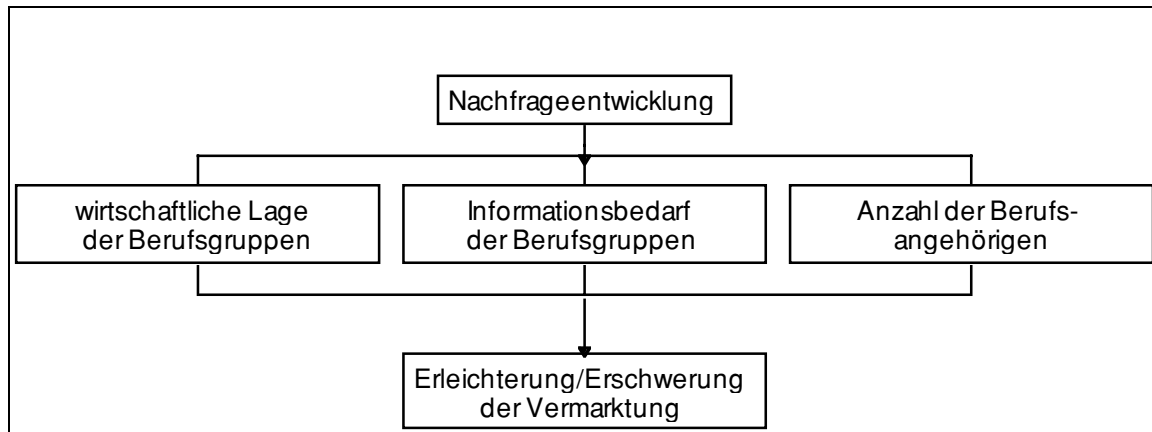 Nachfrageentwicklung
wirtschaftliche Lage
der Berufsgruppen
Informationsbedarf
der Berufsgruppen
Anzahl der Berufs-
angehörigen
Erleichterung/Erschwerung
der Vermarktung